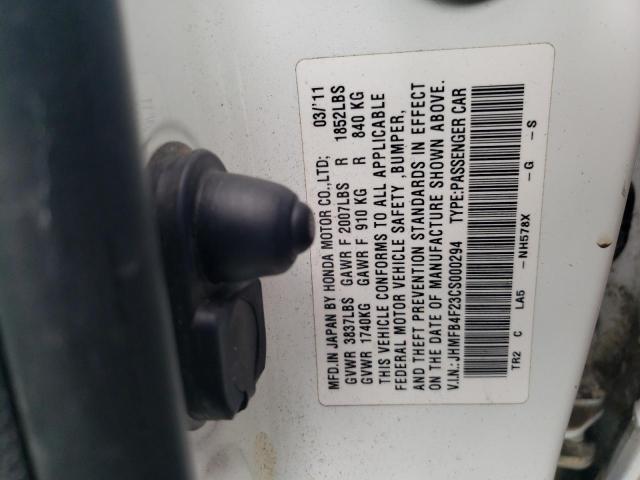 MFD.IN JAPAN BY HONDA MOTOR CO.,LTD; 03/'11
GVWR 3837LBS GAWR F 2007LBS R 1852LBS
GVWR 1740KG GAWR F 910 KG R 840 KG
THIS VEHICLE CONFORMS TO ALL APPLICABLE
FEDERAL MOTOR VEHICLE SAFETY ,BUMPER,
AND THEFT PREVENTION STANDARDS IN EFFECT
ON THE DATE OF MANUFACTURE SHOWN ABOVE.
V.I.N.:JHMFB4F23CS000294 TYPE:PASSENGER CAR
TR2 C LA5 -NH578X -G -S